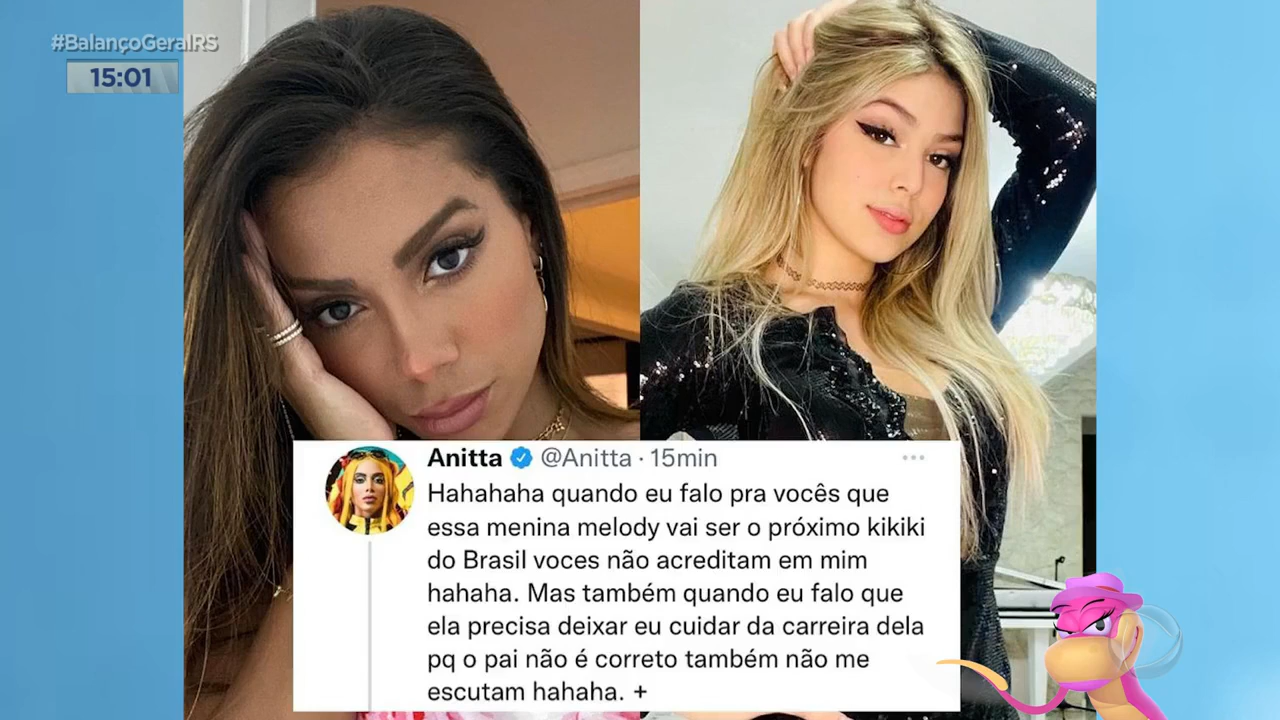 #BalançoGeralRS
15:01
Anitta @Anitta · 15min
Hahahaha quando eu falo pra vocês que
essa menina melody vai ser o próximo kikiki
do Brasil voces não acreditam em mim
hahaha. Mas também quando eu falo que
ela precisa deixar eu cuidar da carreira dela
pq o pai não é correto também não me
escutam hahaha. +